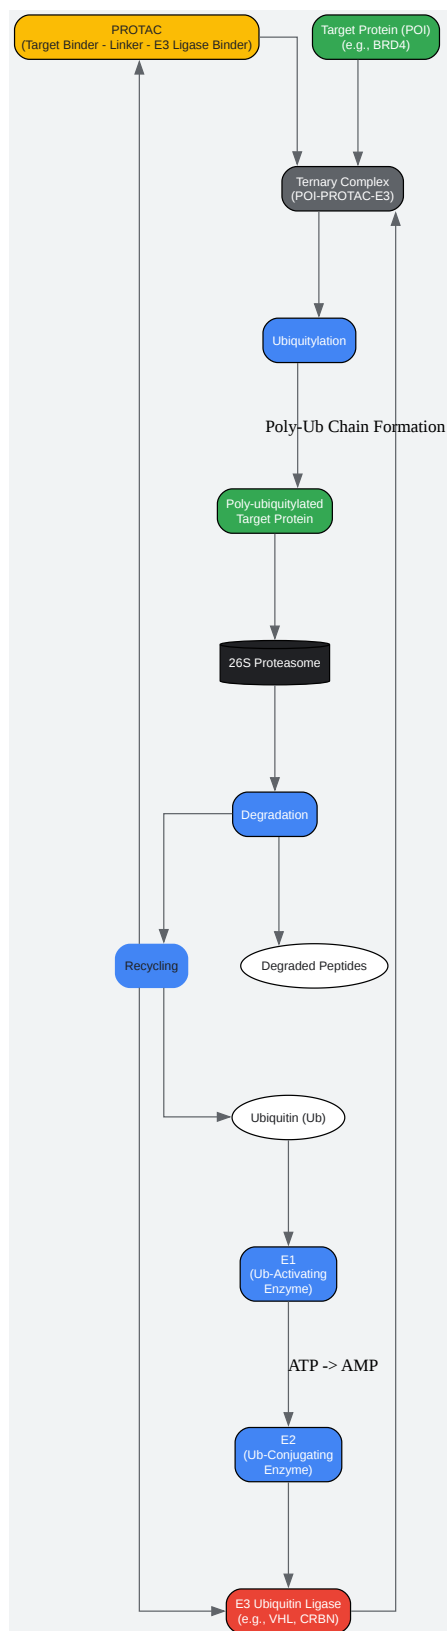 PROTAC
(Target Binder - Linker - E3 Ligase Binder)
Target Protein (POI)
(e.g., BRD4)
Ternary Complex
(POI-PROTAC-E3)
Ubiquitylation
Poly-Ub Chain Formation
Poly-ubiquitylated
Target Protein
26S Proteasome
Degradation
Recycling
Degraded Peptides
Ubiquitin (Ub)
E1
(Ub-Activating
Enzyme)
ATP -> AMP
E2
(Ub-Conjugating
Enzyme)
E3 Ubiquitin Ligase
(e.g., VHL, CRBN)